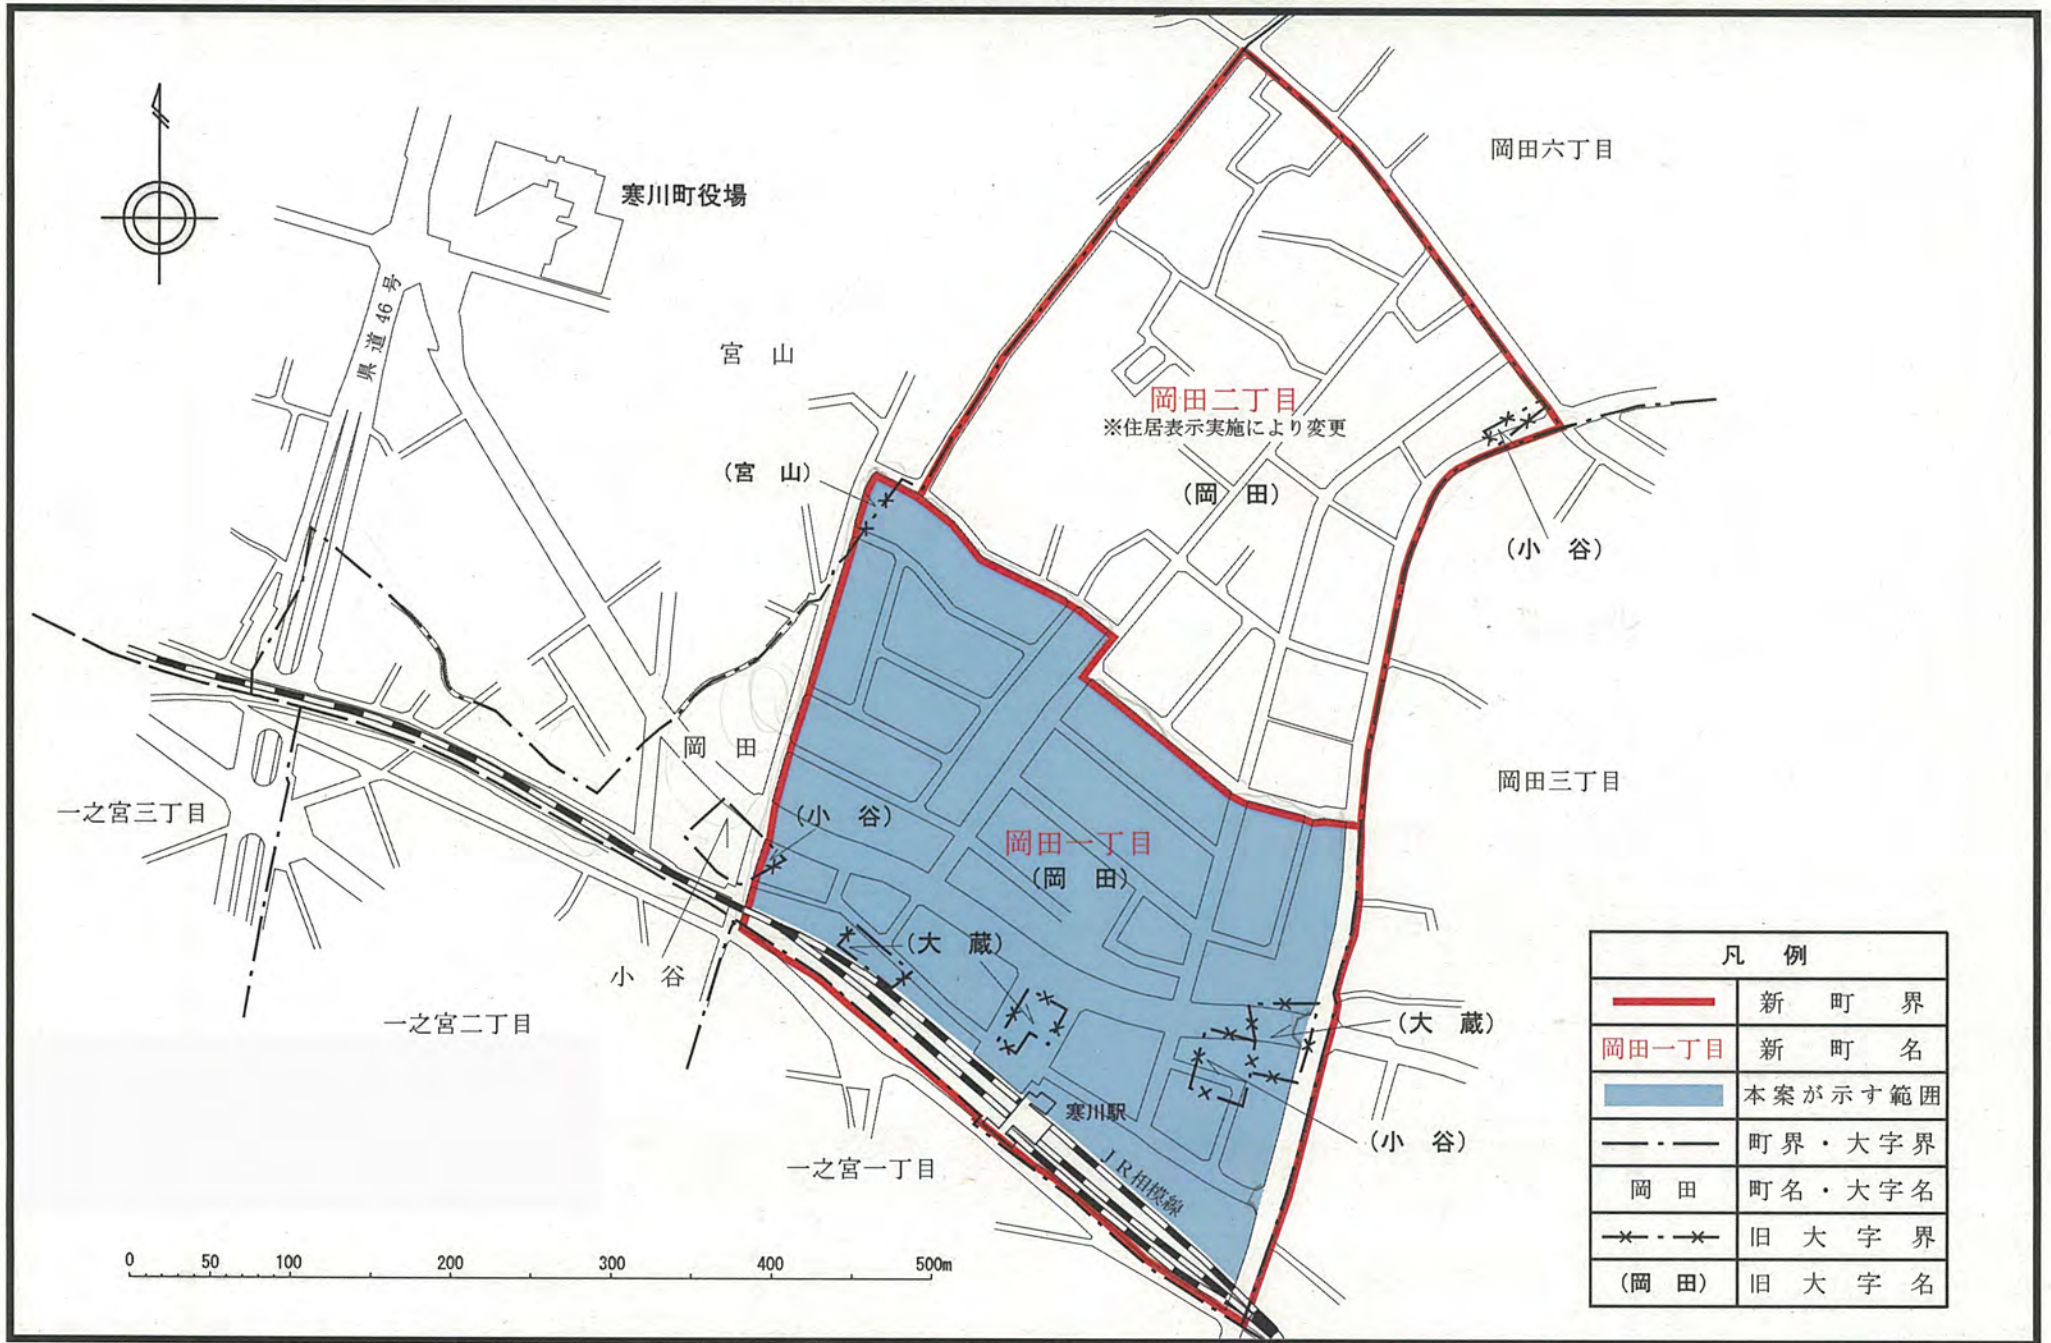 岡田六丁目
寒川町役場
県道46号
宮山
岡田二丁目
※住居表示実施により変更
(宮山)
(岡田)
(小谷)
岡田
岡田三丁目
一之宮三丁目
(小谷)
岡田一丁目
(岡田)
(大蔵)
小谷
一之宮二丁目
(大蔵)
寒川駅
(小谷)
一之宮一丁目
JR相模線
0 50 100 200 300 400 500m
凡例
新町界
岡田一丁目 新町名
本案が示す範囲
町界・大字界
岡田 町名・大字名
旧大字界
(岡田) 旧大字名